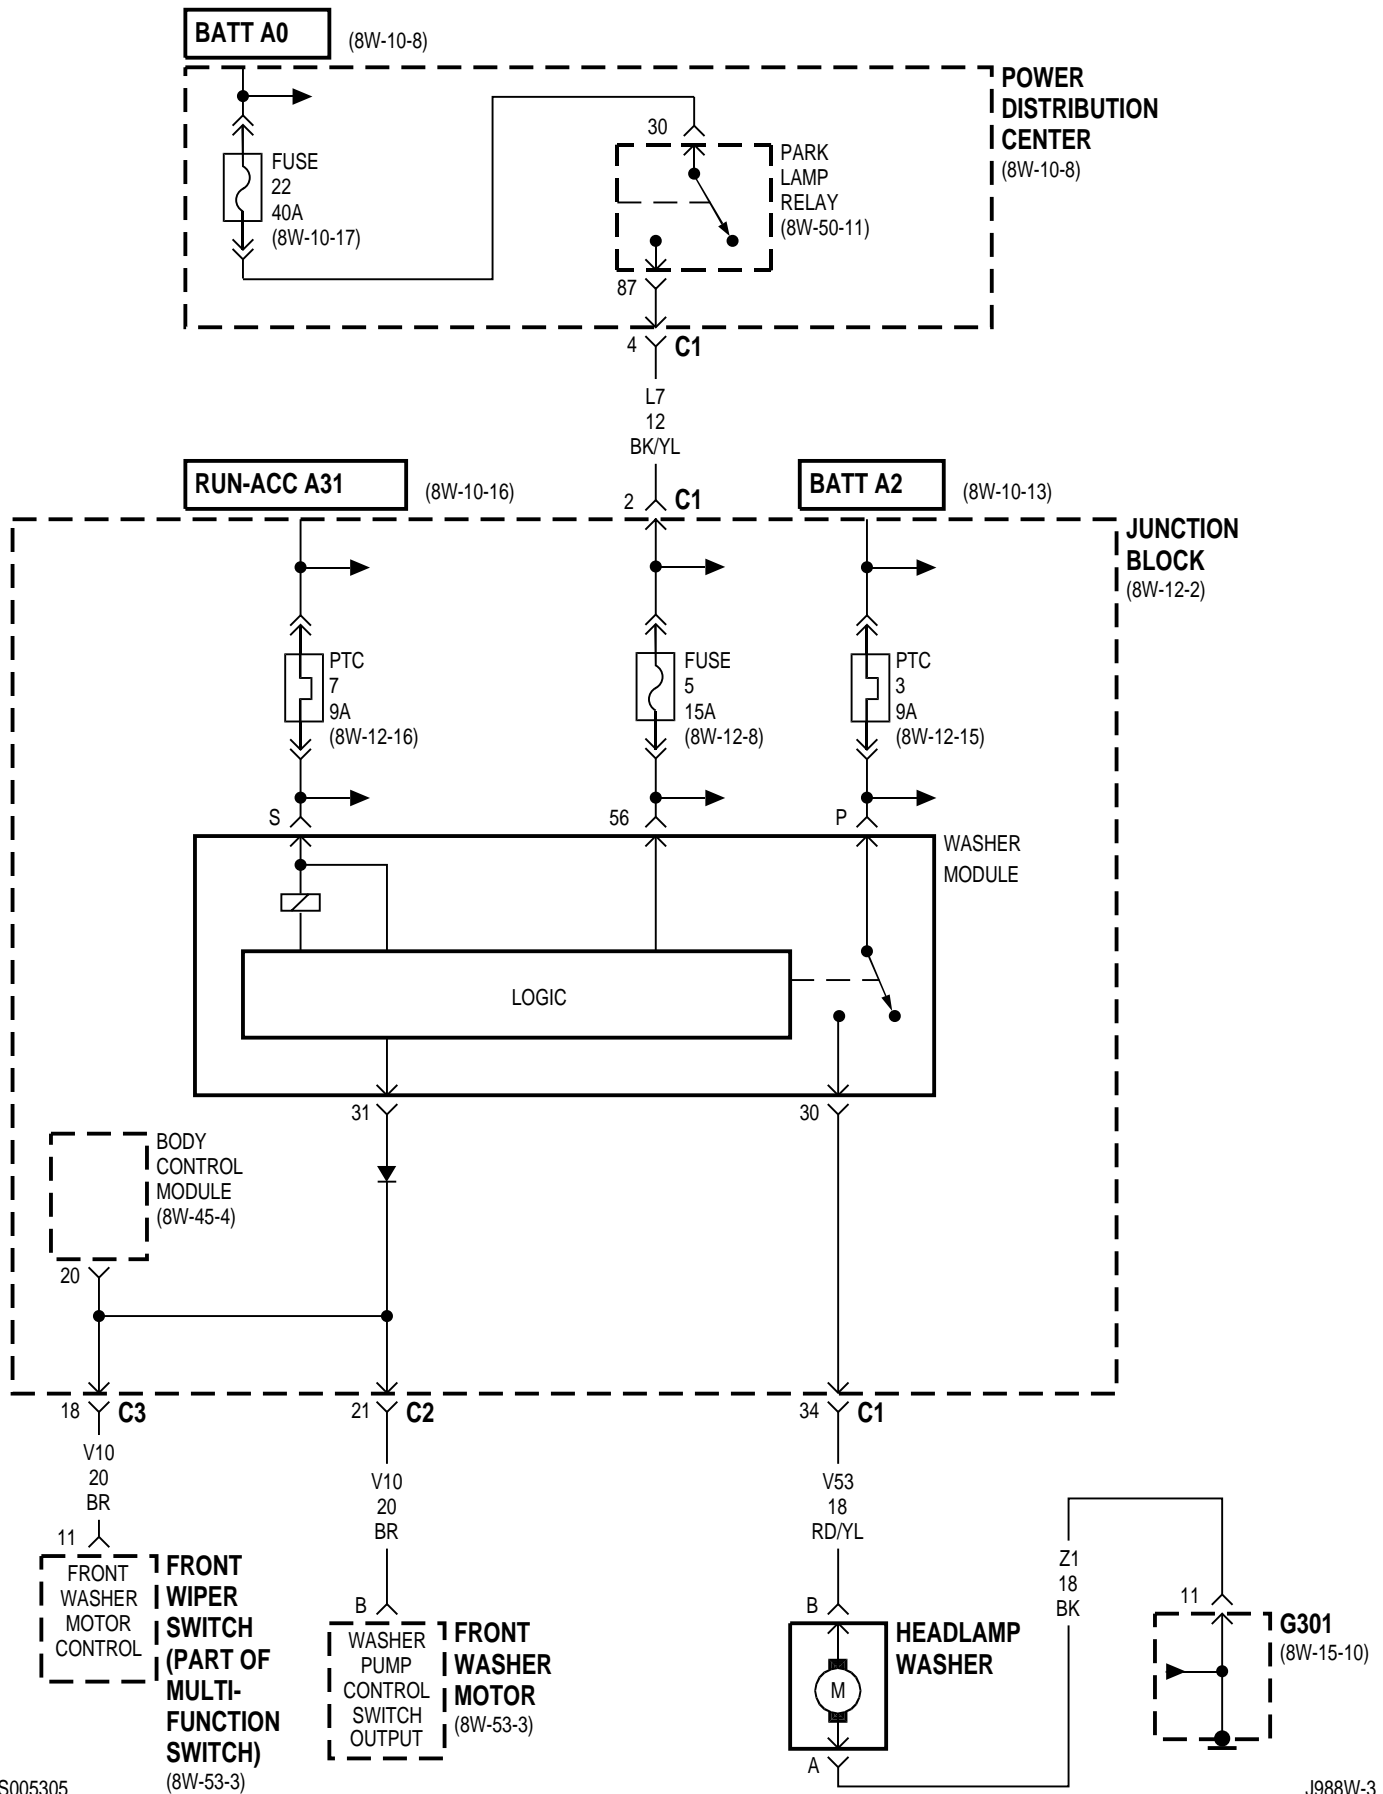 BATT A0
(8W-10-8)
POWER
DISTRIBUTION
CENTER
(8W-10-8)
FUSE
22
40A
(8W-10-17)
30
PARK
LAMP
RELAY
(8W-50-11)
87
4
C1
L7
12
BK/YL
RUN-ACC A31
(8W-10-16)
2
C1
BATT A2
(8W-10-13)
JUNCTION
BLOCK
(8W-12-2)
PTC
7
9A
(8W-12-16)
FUSE
5
15A
(8W-12-8)
PTC
3
9A
(8W-12-15)
S
56
P
WASHER
MODULE
LOGIC
31
30
BODY
CONTROL
MODULE
(8W-45-4)
20
18
C3
21
C2
34
C1
V10
20
BR
V10
20
BR
V53
18
RD/YL
Z1
18
BK
11
FRONT
WASHER
MOTOR
CONTROL
FRONT
WIPER
SWITCH
(PART OF
MULTI-
FUNCTION
SWITCH)
(8W-53-3)
B
WASHER
PUMP
CONTROL
SWITCH
OUTPUT
FRONT
WASHER
MOTOR
(8W-53-3)
B
M
A
HEADLAMP
WASHER
11
G301
(8W-15-10)
S005305
J988W-3